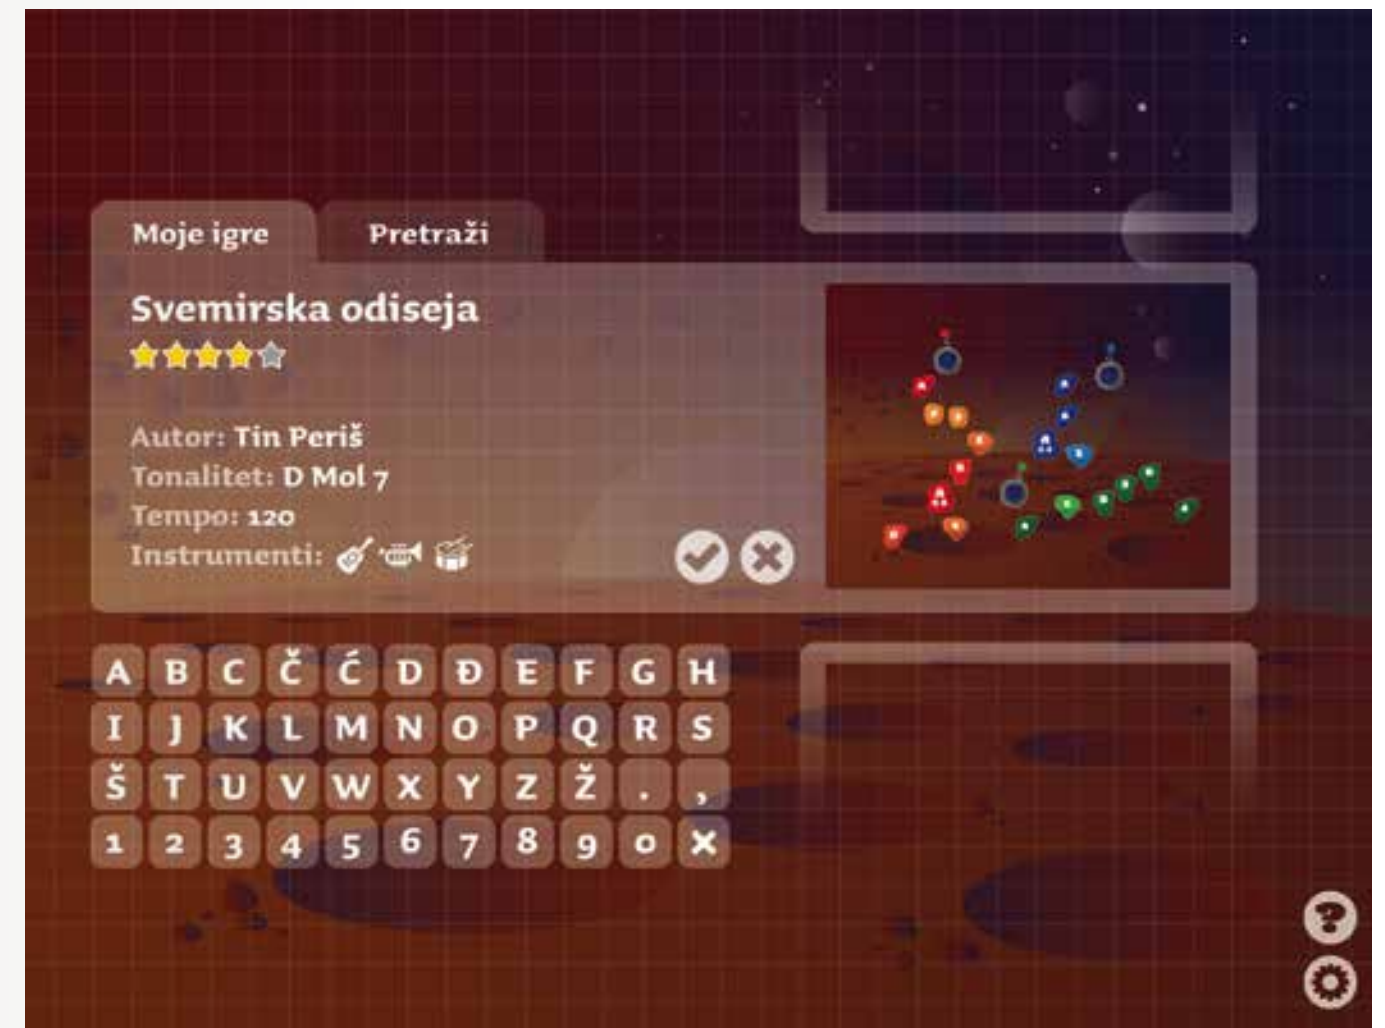 Moje igre Pretraži
Svemirska odiseja
Autor: Tin Periš
Tonalitet: D Mol 7
Tempo: 120
Instrumenti:
A B C Č Ć D Đ E F G H
I J K L M N O P Q R S
Š T U V W X Y Z Ž . ,
1 2 3 4 5 6 7 8 9 0 ×
?